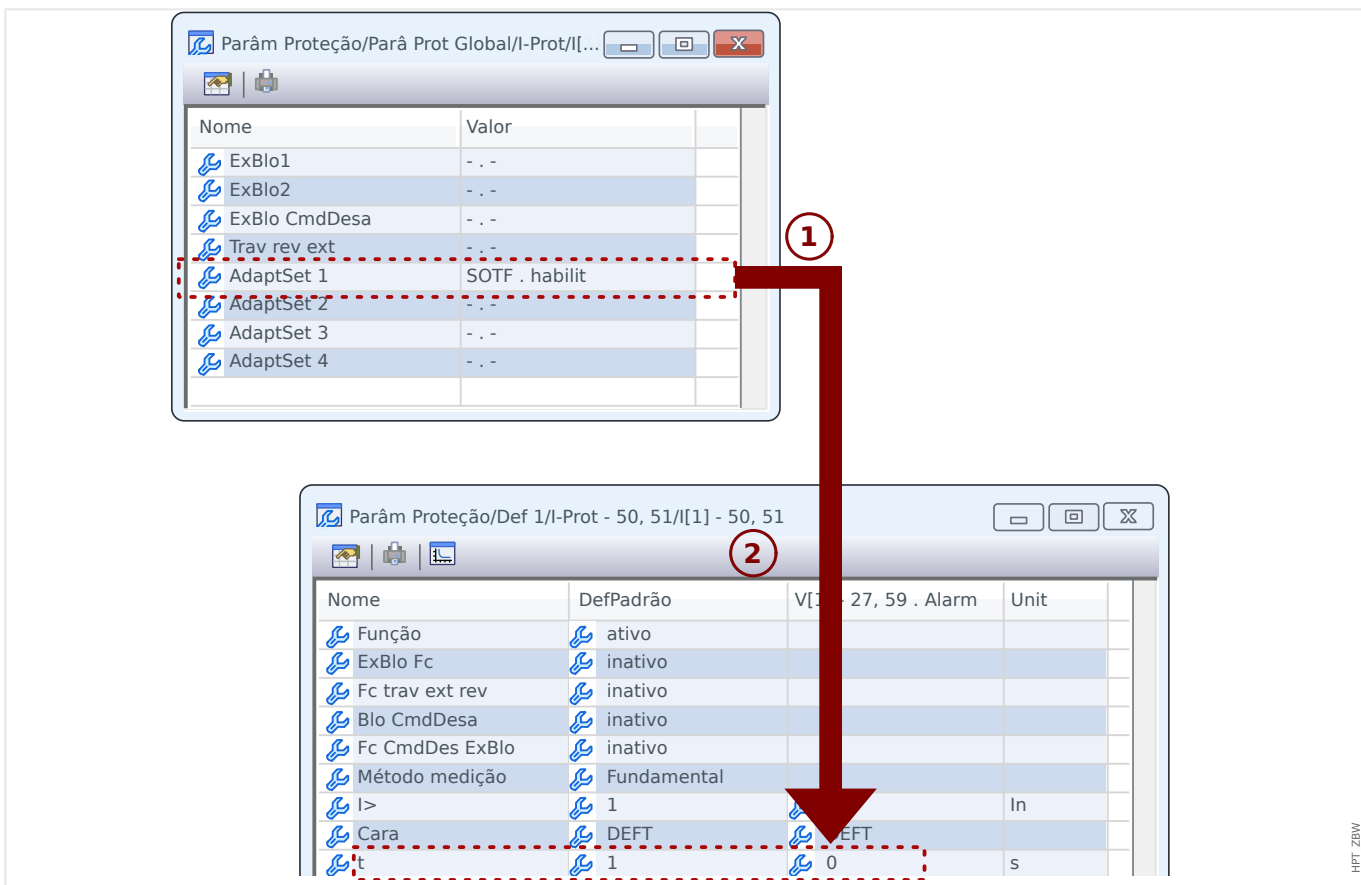 Parâm Proteção/Parâ Prot Global/I-Prot/I[...
Nome Valor
ExBlo1 - . -
ExBlo2 - . -
ExBlo CmdDesa - . -
Trav rev ext - . -
AdaptSet 1 SOTF . habilit
AdaptSet 2 - . -
AdaptSet 3 - . -
AdaptSet 4 - . -
1
Parâm Proteção/Def 1/I-Prot - 50, 51/I[1] - 50, 51
2
Nome DefPadrão 27, 59 . Alarm Unit
Função ativo
ExBlo Fc inativo
Fc trav ext rev inativo
Blo CmdDesa inativo
Fc CmdDes ExBlo inativo
Método medição Fundamental
I> 1 In
Cara DEFT
t 1 0 s
HPT_ZBW